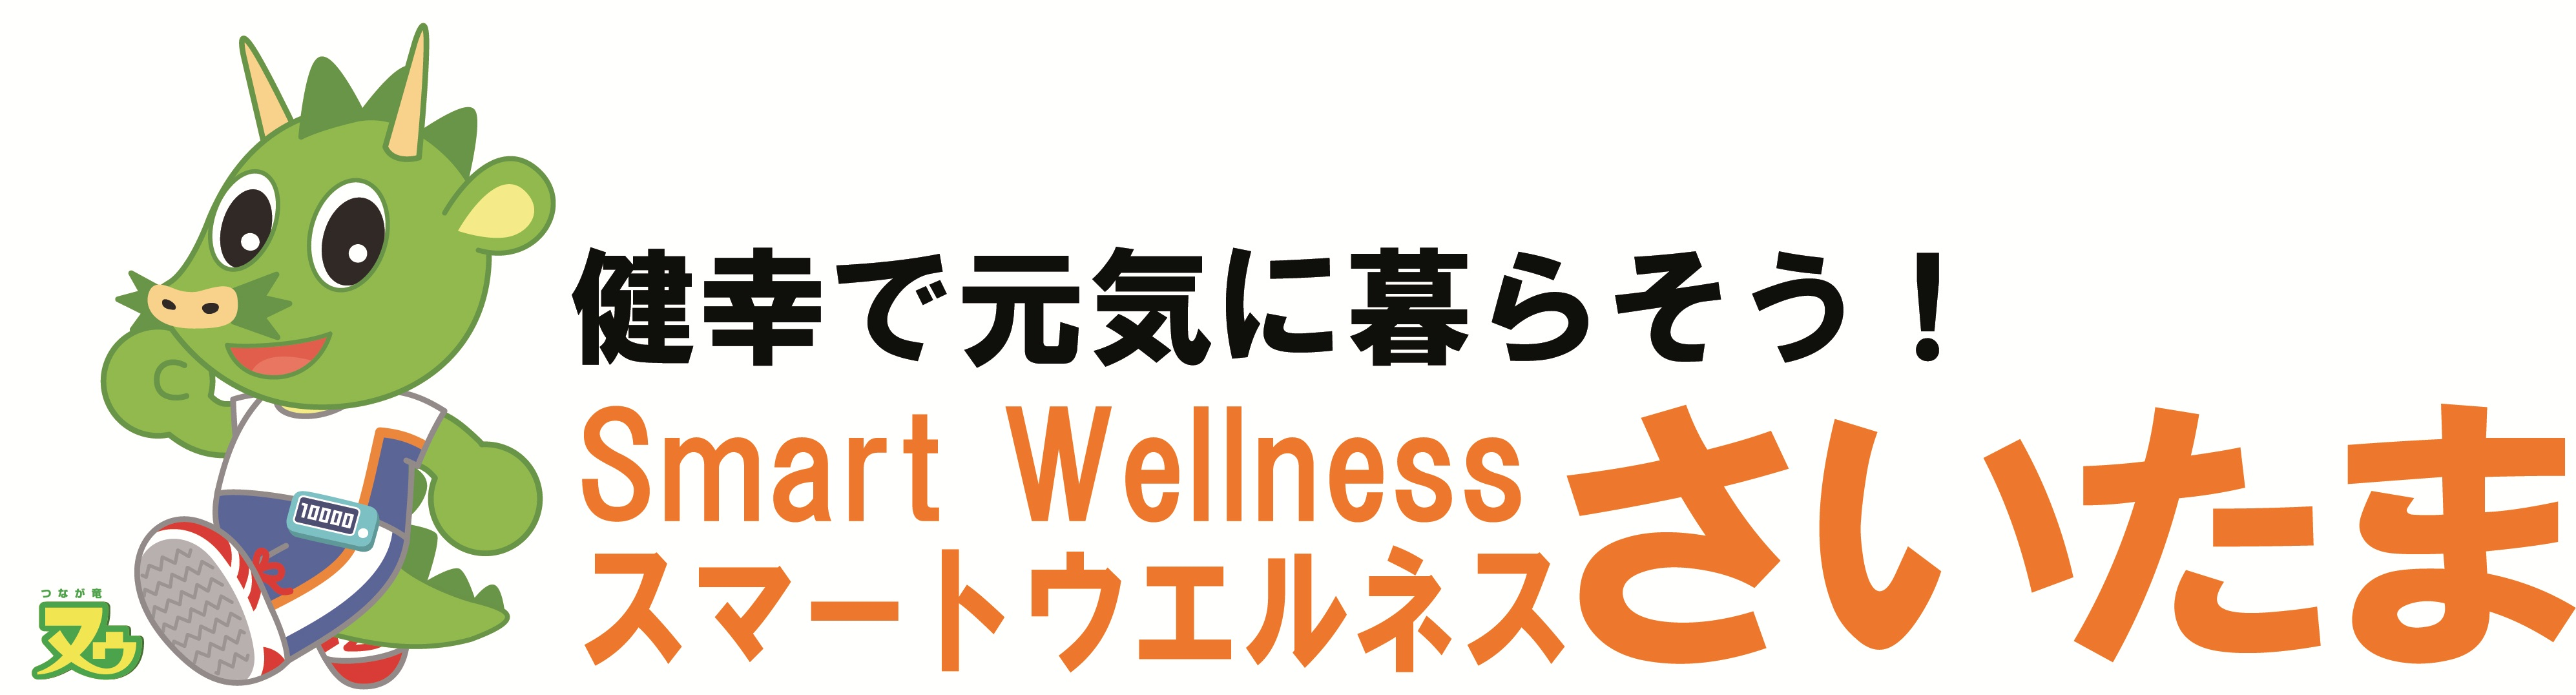 健幸で元気に暮らそう！
Smart Wellness
スマートウエルネス
さいたま
10000
つなが竜
ヌゥ